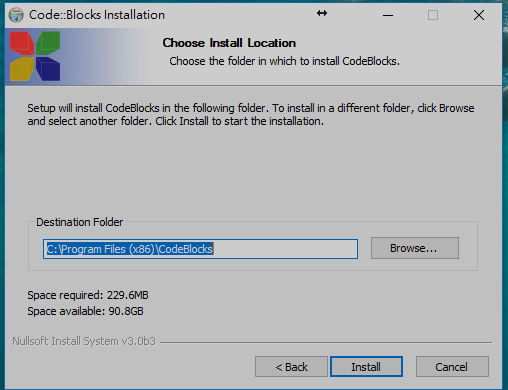 Code::Blocks Installation
Choose Install Location
Choose the folder in which to install CodeBlocks.
Setup will install CodeBlocks in the following folder. To install in a different folder, click Browse
and select another folder. Click Install to start the installation.
Destination Folder
C:\Program Files (x86)\CodeBlocks
Browse...
Space required: 229.6MB
Space available: 90.8GB
Nullsoft Install System v3.0b3
< Back
Install
Cancel